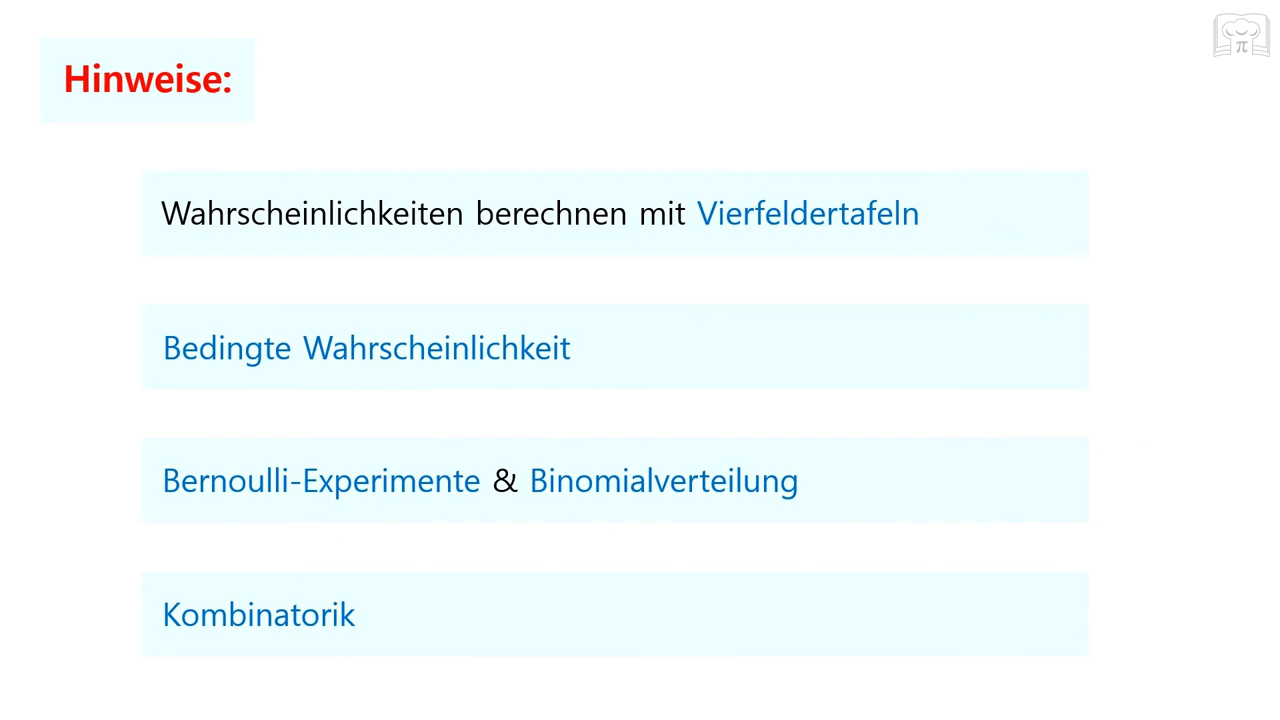 Hinweise:
Wahrscheinlichkeiten berechnen mit Vierfeldertafeln
Bedingte Wahrscheinlichkeit
Bernoulli-Experimente & Binomialverteilung
Kombinatorik
π